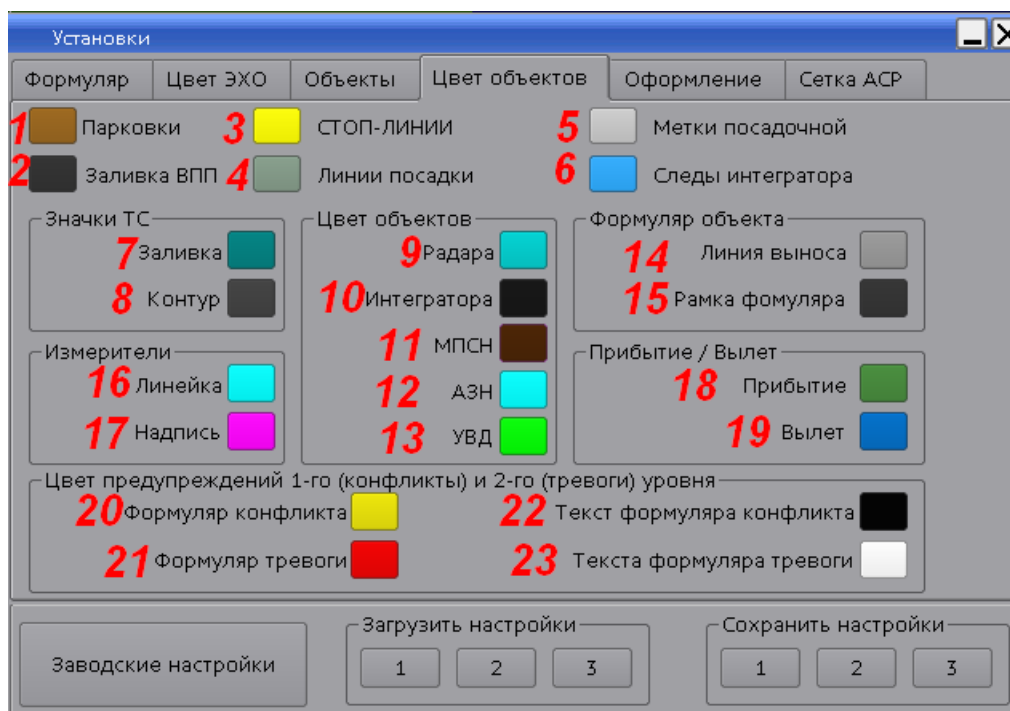 Установки
Формуляр Цвет ЭХО Объекты Цвет объектов Оформление Сетка АСР
1 Парковки 3 СТОП-ЛИНИИ 5 Метки посадочной
2 Заливка ВПП 4 Линии посадки 6 Следы интегратора
Значки ТС
7 Заливка
8 Контур
Цвет объектов
9 Радара
10 Интегратора
11 МПСН
12 АЗН
13 УВД
Формуляр объекта
14 Линия выноса
15 Рамка фомуляра
Измерители
16 Линейка
17 Надпись
Прибытие / Вылет
18 Прибытие
19 Вылет
Цвет предупреждений 1-го (конфликты) и 2-го (тревоги) уровня
20 Формуляр конфликта 22 Текст формуляра конфликта
21 Формуляр тревоги 23 Текста формуляра тревоги
Заводские настройки
Загрузить настройки
1 2 3
Сохранить настройки
1 2 3